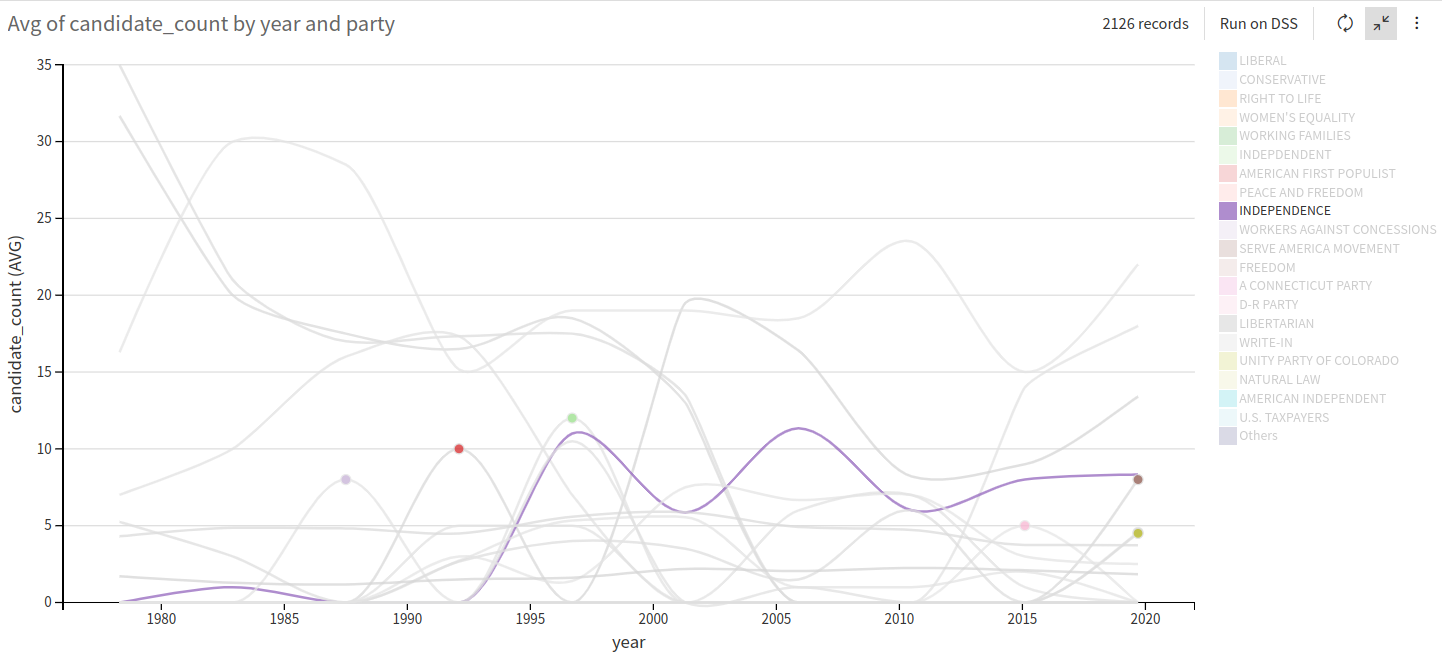 Avg of candidate_count by year and party
2126 records
Run on DSS
candidate_count (AVG)
35
30
25
20
15
10
5
0
1980
1985
1990
1995
2000
2005
2010
2015
2020
year
LIBERAL
CONSERVATIVE
RIGHT TO LIFE
WOMEN'S EQUALITY
WORKING FAMILIES
INDEPDENDENT
AMERICAN FIRST POPULIST
PEACE AND FREEDOM
INDEPENDENCE
WORKERS AGAINST CONCESSIONS
SERVE AMERICA MOVEMENT
FREEDOM
A CONNECTICUT PARTY
D-R PARTY
LIBERTARIAN
WRITE-IN
UNITY PARTY OF COLORADO
NATURAL LAW
AMERICAN INDEPENDENT
U.S. TAXPAYERS
Others